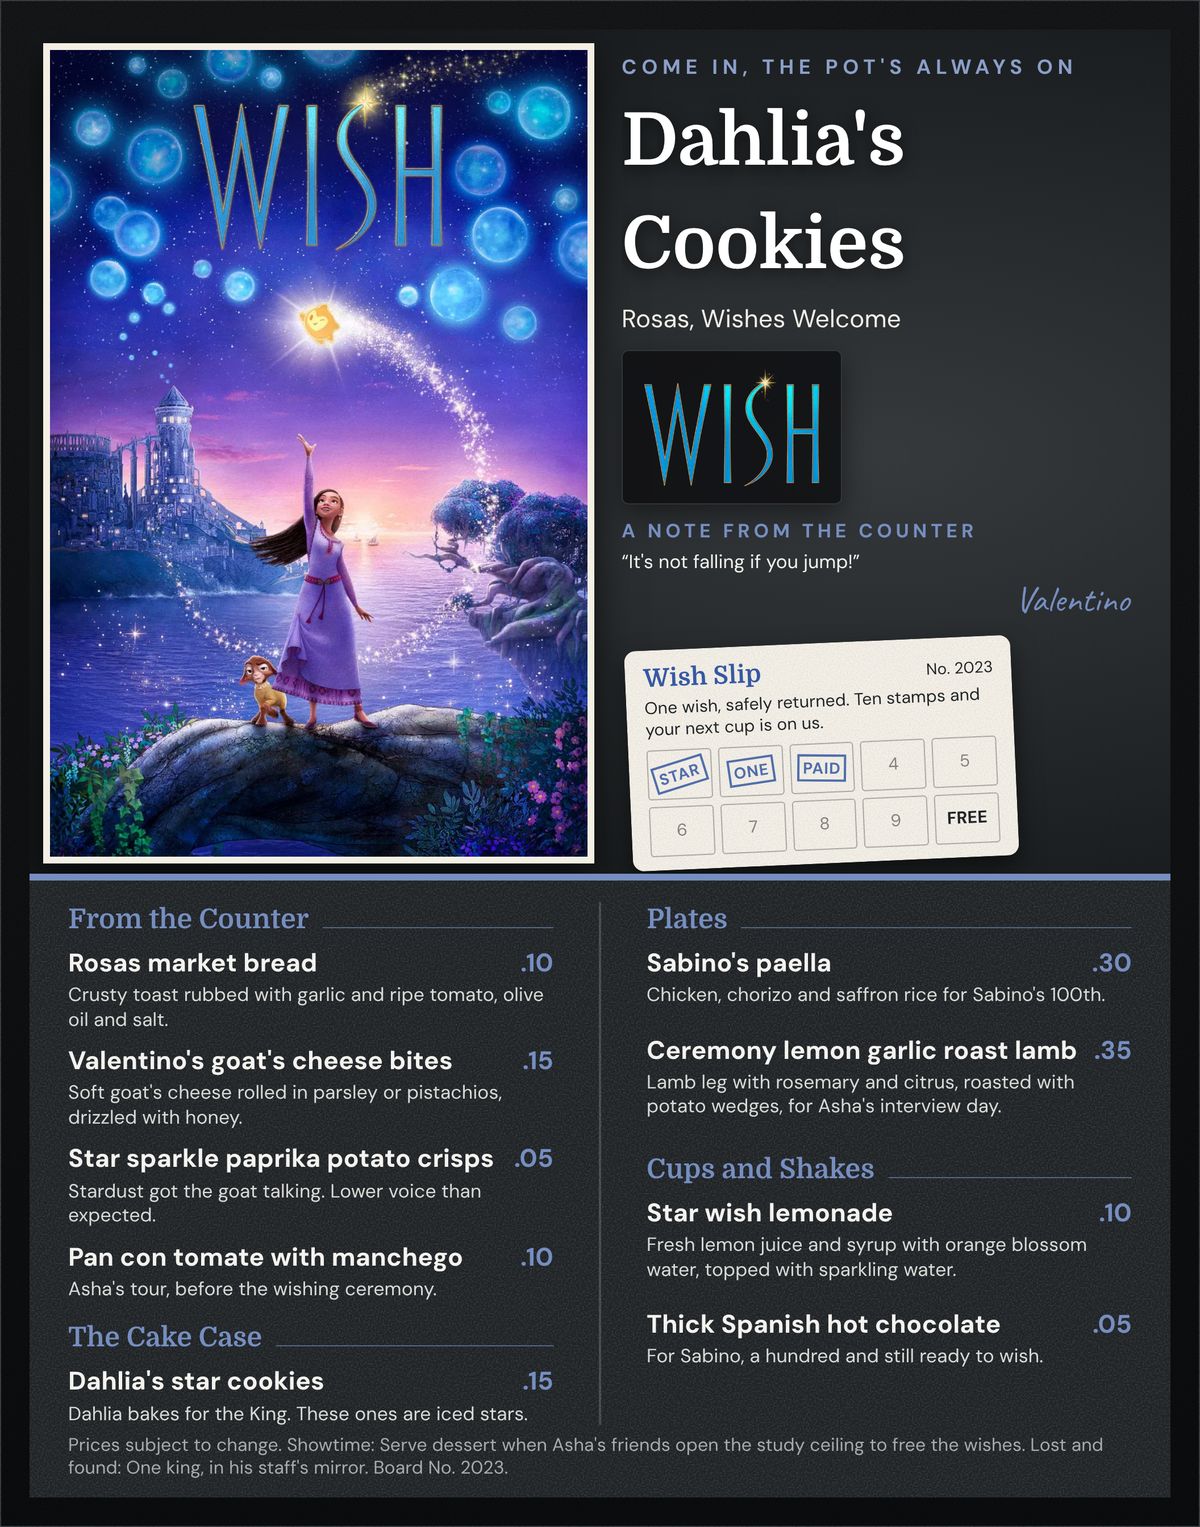 WISH
COME IN, THE POT'S ALWAYS ON
Dahlia's
Cookies
Rosas, Wishes Welcome
WISH
A NOTE FROM THE COUNTER
“It's not falling if you jump!”
Valentino
Wish Slip No. 2023
One wish, safely returned. Ten stamps and
your next cup is on us.
STAR ONE PAID 4 5
6 7 8 9 FREE
From the Counter
Rosas market bread .10
Crusty toast rubbed with garlic and ripe tomato, olive
oil and salt.
Valentino's goat's cheese bites .15
Soft goat's cheese rolled in parsley or pistachios,
drizzled with honey.
Star sparkle paprika potato crisps .05
Stardust got the goat talking. Lower voice than
expected.
Pan con tomate with manchego .10
Asha's tour, before the wishing ceremony.
The Cake Case
Dahlia's star cookies .15
Dahlia bakes for the King. These ones are iced stars.
Plates
Sabino's paella .30
Chicken, chorizo and saffron rice for Sabino's 100th.
Ceremony lemon garlic roast lamb .35
Lamb leg with rosemary and citrus, roasted with
potato wedges, for Asha's interview day.
Cups and Shakes
Star wish lemonade .10
Fresh lemon juice and syrup with orange blossom
water, topped with sparkling water.
Thick Spanish hot chocolate .05
For Sabino, a hundred and still ready to wish.
Prices subject to change. Showtime: Serve dessert when Asha's friends open the study ceiling to free the wishes. Lost and
found: One king, in his staff's mirror. Board No. 2023.